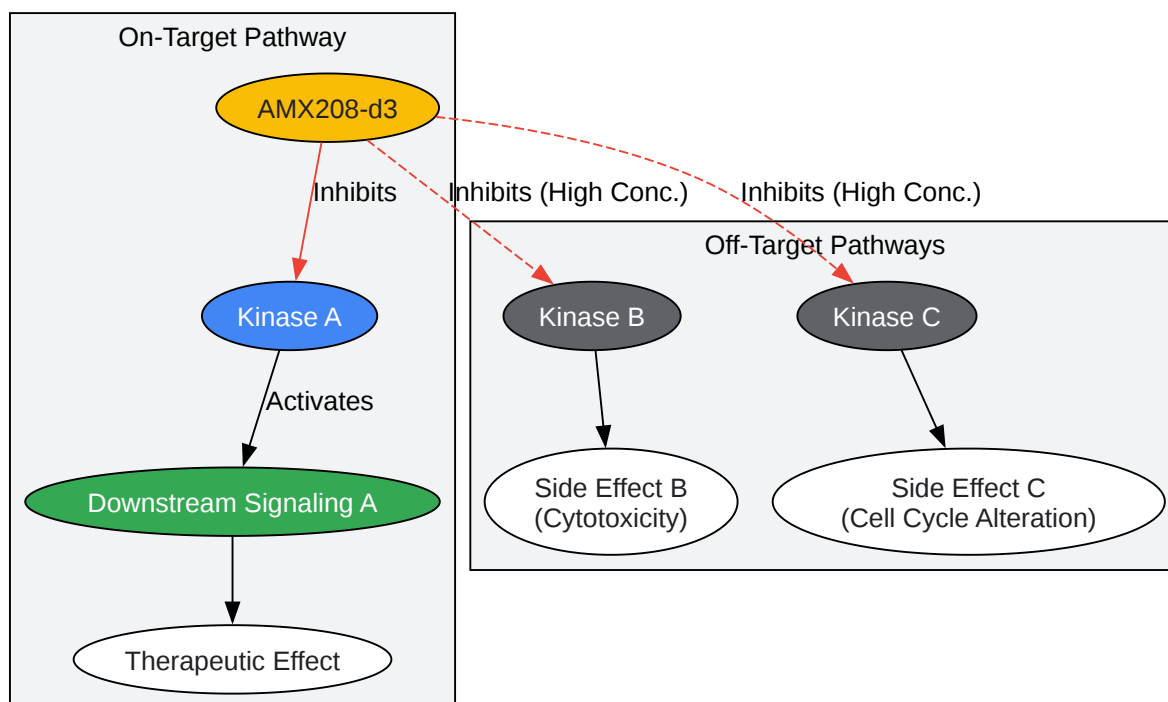 On-Target Pathway
AMX208-d3
Inhibits
Inhibits (High Conc.)
Inhibits (High Conc.)
Off-Target Pathways
Kinase A
Kinase B
Kinase C
Activates
Downstream Signaling A
Side Effect B
(Cytotoxicity)
Side Effect C
(Cell Cycle Alteration)
Therapeutic Effect